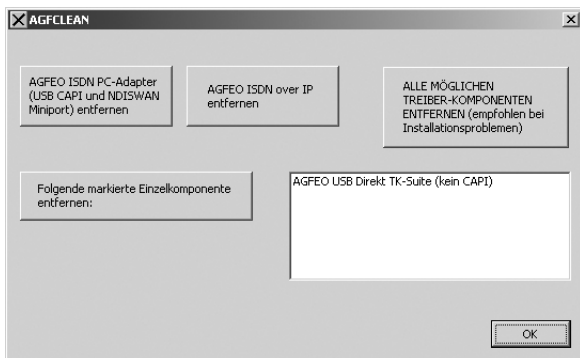 AGFCLEAN
AGFEO ISDN PC-Adapter
(USB CAPI und NDISWAN
Miniport) entfernen
AGFEO ISDN over IP
entfernen
ALLE MÖGLICHEN
TREIBER-KOMPONENTEN
ENTFERNEN (empfohlen bei
Installationsproblemen)
Folgende markierte Einzelkomponente
entfernen:
AGFEO USB Direkt TK-Suite (kein CAPI)
OK